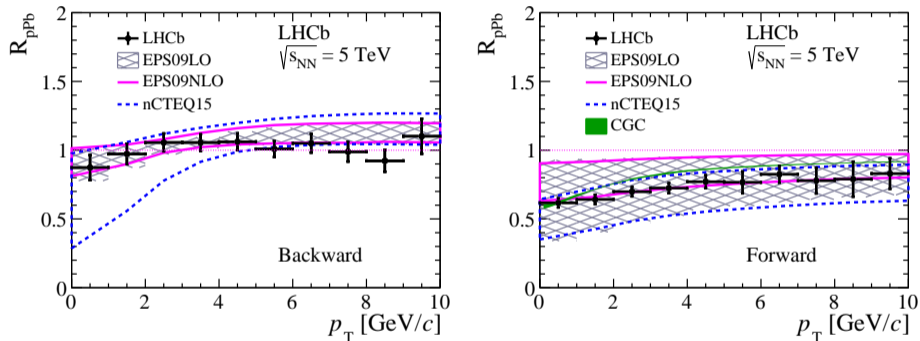 R_pPb
2
1.5
1
0.5
0
LHCb
EPS09LO
EPS09NLO
nCTEQ15
LHCb
√s_NN = 5 TeV
Backward
0 2 4 6 8 10
p_T [GeV/c]
R_pPb
2
1.5
1
0.5
0
LHCb
EPS09LO
EPS09NLO
nCTEQ15
CGC
LHCb
√s_NN = 5 TeV
Forward
0 2 4 6 8 10
p_T [GeV/c]